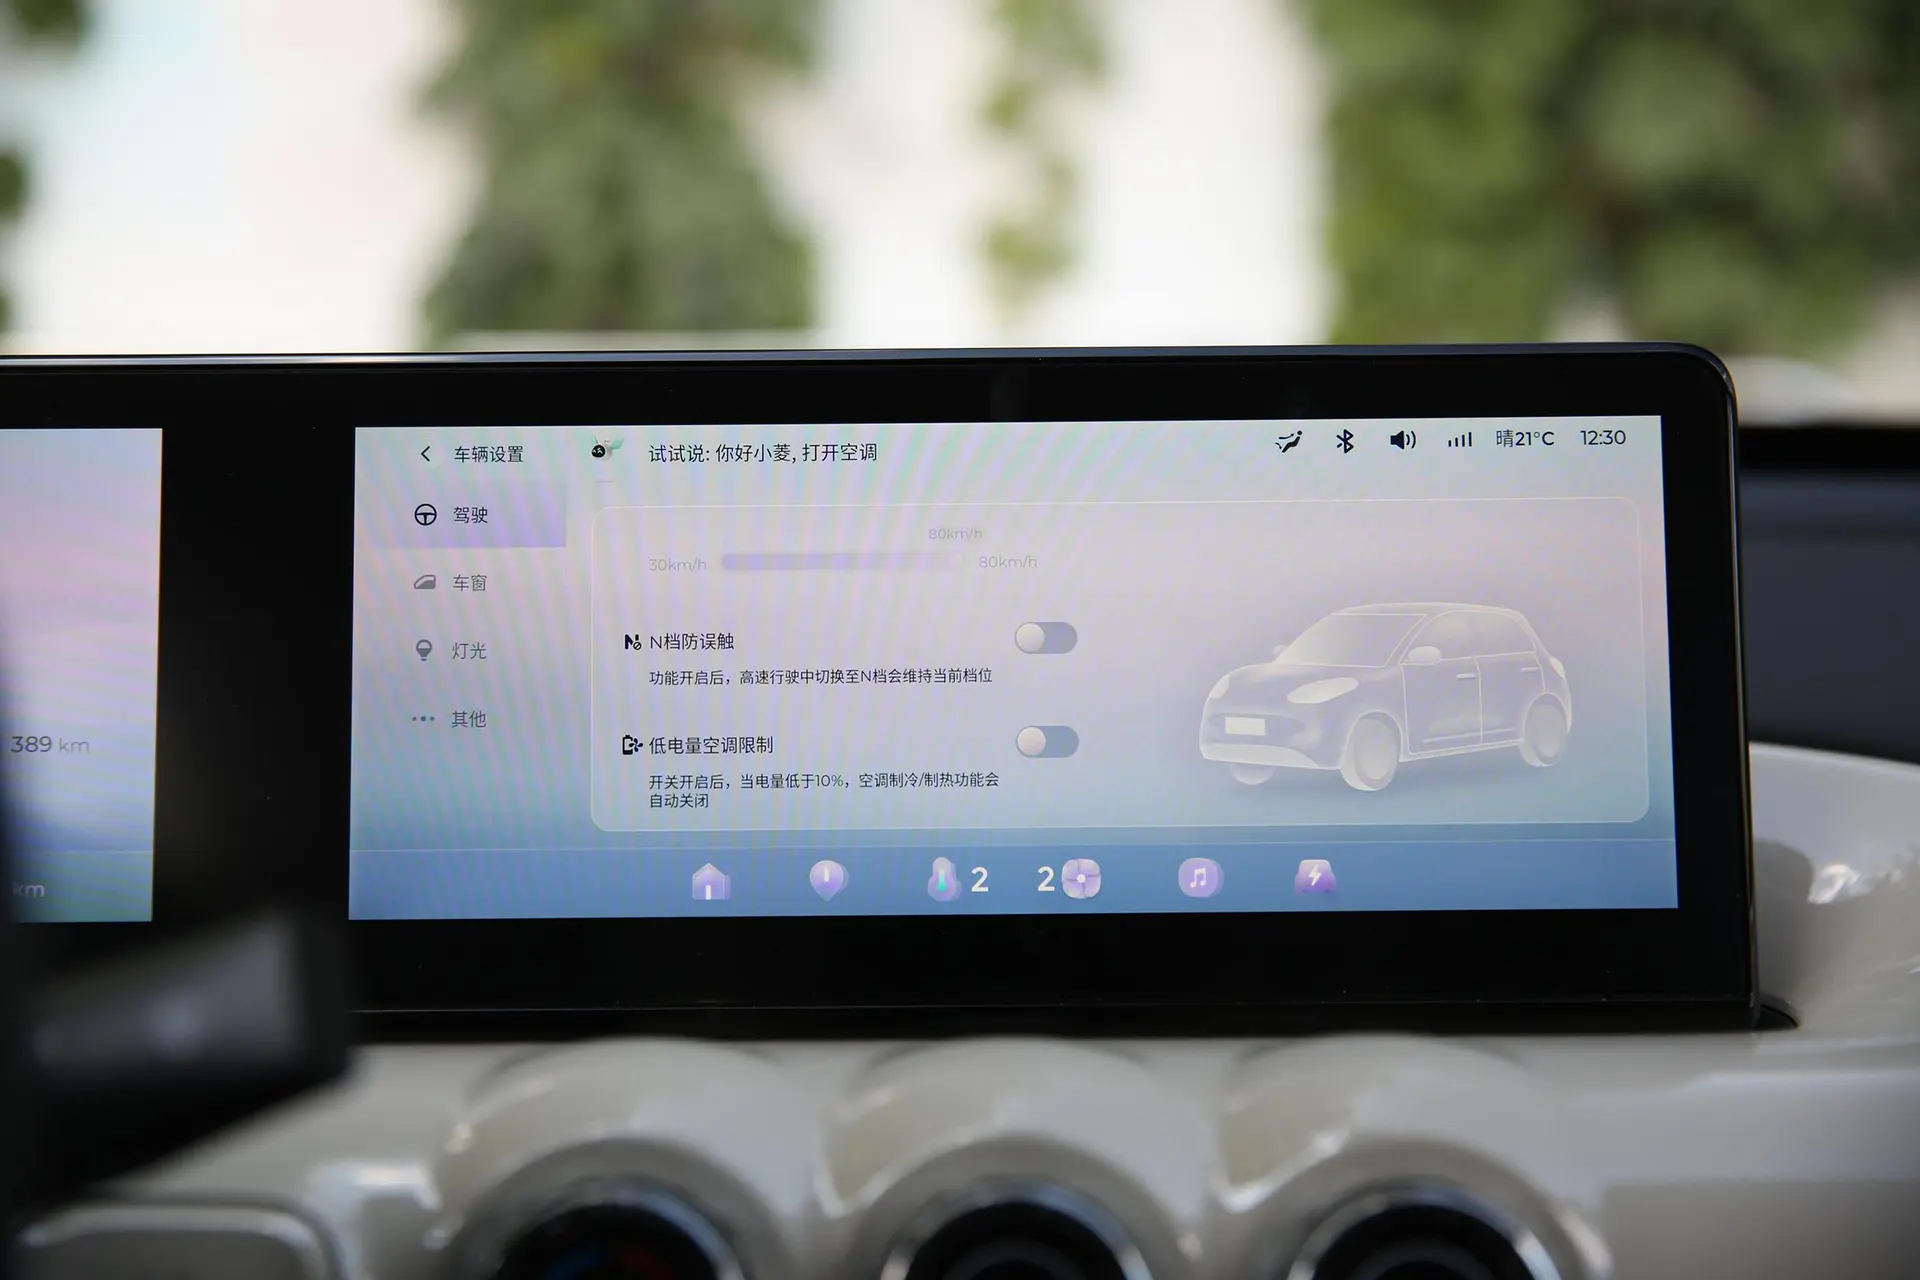 389 km
km
车辆设置
试试说: 你好小菱, 打开空调
晴21°C
12:30
驾驶
车窗
灯光
其他
80km/h
30km/h
80km/h
N档防误触
功能开启后，高速行驶中切换至N档会维持当前档位
低电量空调限制
开关开启后，当电量低于10%，空调制冷/制热功能会
自动关闭
2
2